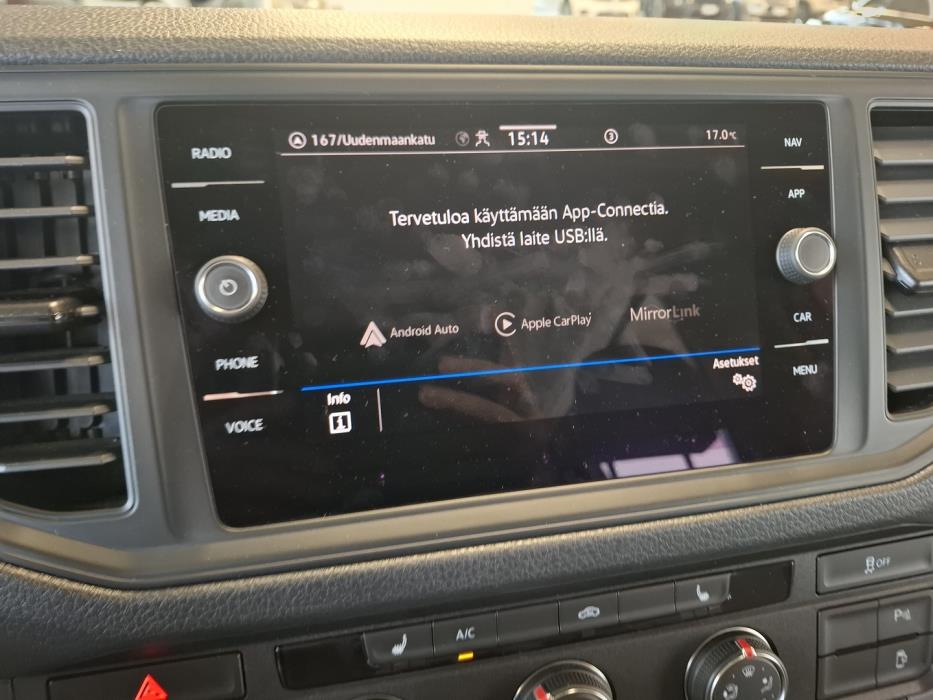 RADIO
MEDIA
PHONE
VOICE
167/Uudenmaankatu
15:14
3
17.0°C
Tervetuloa käyttämään App-Connectia.
Yhdistä laite USB:llä.
Android Auto
Apple CarPlay
MirrorLink
Asetukset
Info
i
NAV
APP
CAR
MENU
OFF
A/C
P